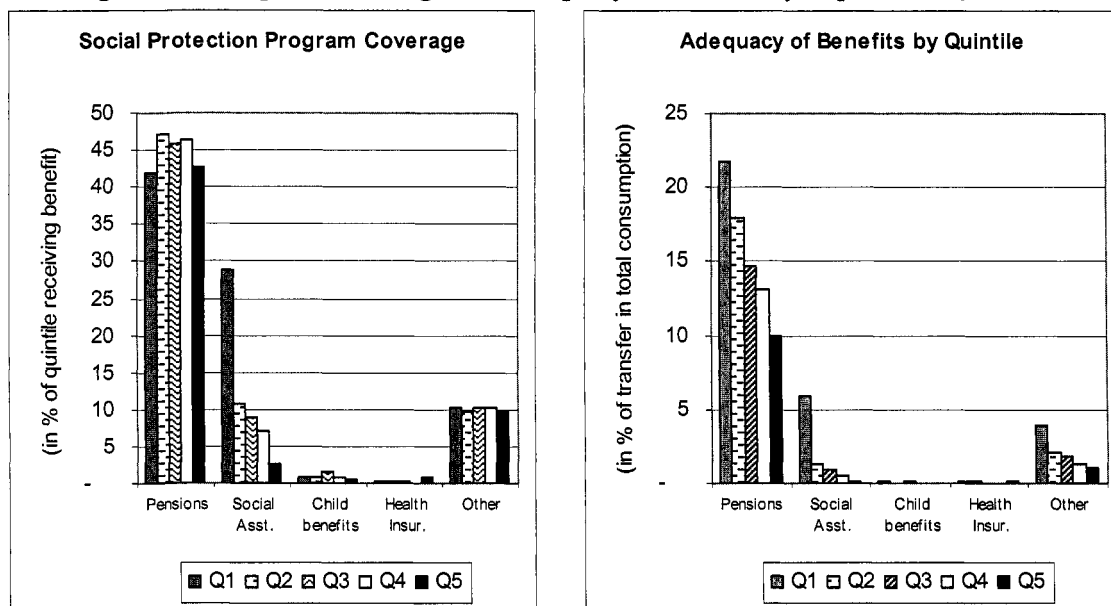 Social Protection Program Coverage
(in % of quintile receiving benefit)
50
45
40
35
30
25
20
15
10
5
-
Pensions
Social Asst.
Child benefits
Health Insur.
Other
Q1 Q2 Q3 Q4 Q5
Adequacy of Benefits by Quintile
(in % of transfer in total consumption)
25
20
15
10
5
-
Pensions
Social Asst.
Child benefits
Health Insur.
Other
Q1 Q2 Q3 Q4 Q5